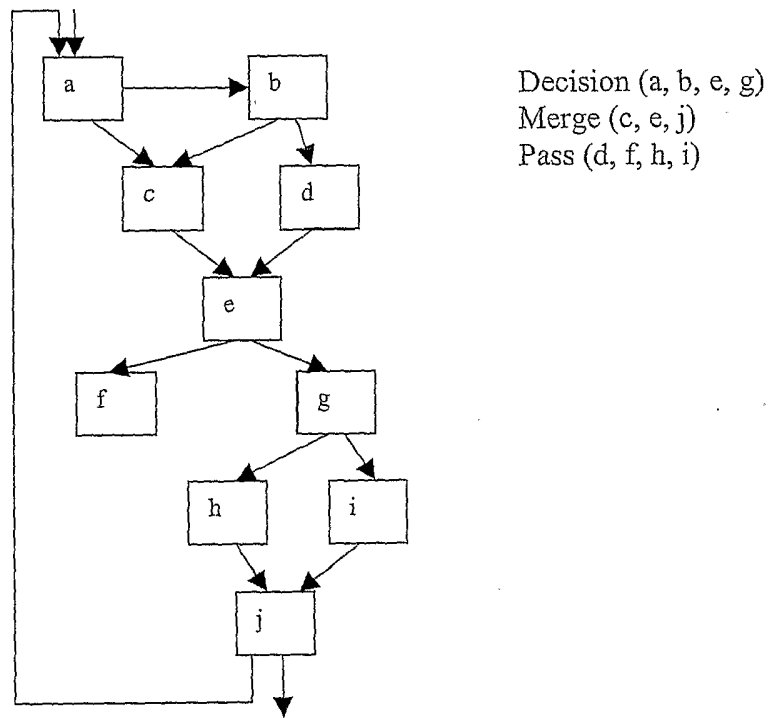 a
b
Decision (a, b, e, g)
Merge (c, e, j)
Pass (d, f, h, i)
c
d
e
f
g
h
i
j